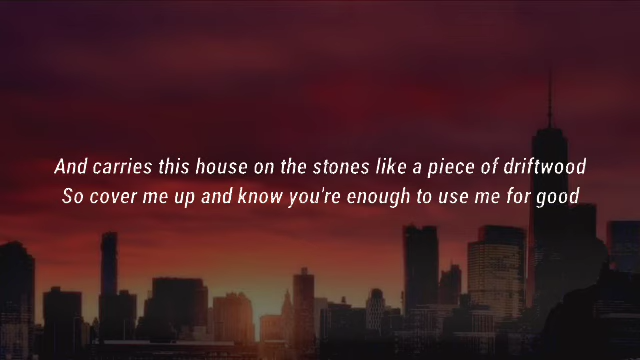 And carries this house on the stones like a piece of driftwood
So cover me up and know you're enough to use me for good